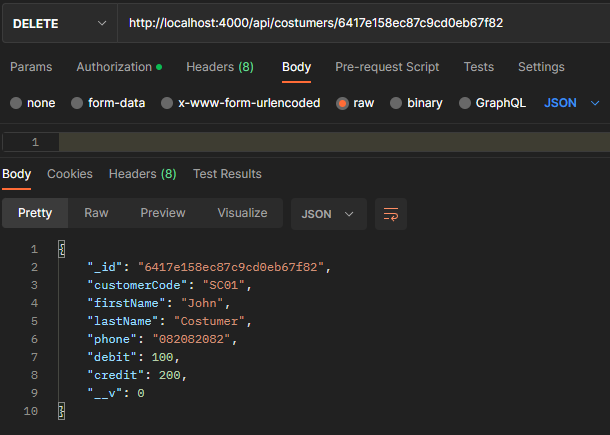 DELETE http://localhost:4000/api/costumers/6417e158ec87c9cd0eb67f82
Params Authorization Headers (8) Body Pre-request Script Tests Settings
none form-data x-www-form-urlencoded raw binary GraphQL JSON
1
Body Cookies Headers (8) Test Results
Pretty Raw Preview Visualize JSON
1 {
2 "_id": "6417e158ec87c9cd0eb67f82",
3 "customerCode": "SC01",
4 "firstName": "John",
5 "lastName": "Costumer",
6 "phone": "082082082",
7 "debit": 100,
8 "credit": 200,
9 "__v": 0
10 }